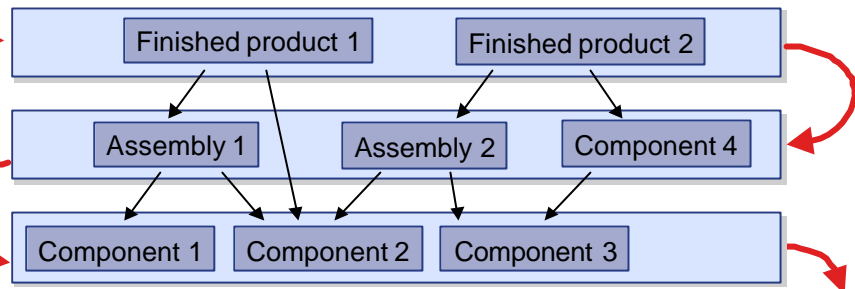 Finished product 1
Finished product 2
Assembly 1
Assembly 2
Component 4
Component 1
Component 2
Component 3